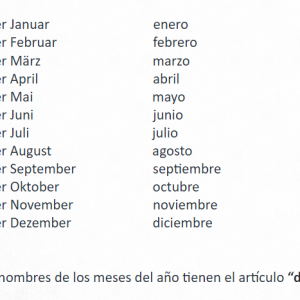 er Januar enero
er Februar febrero
er März marzo
er April abril
er Mai mayo
er Juni junio
er Juli julio
er August agosto
er September septiembre
er Oktober octubre
er November noviembre
er Dezember diciembre
nombres de los meses del año tienen el artículo “d